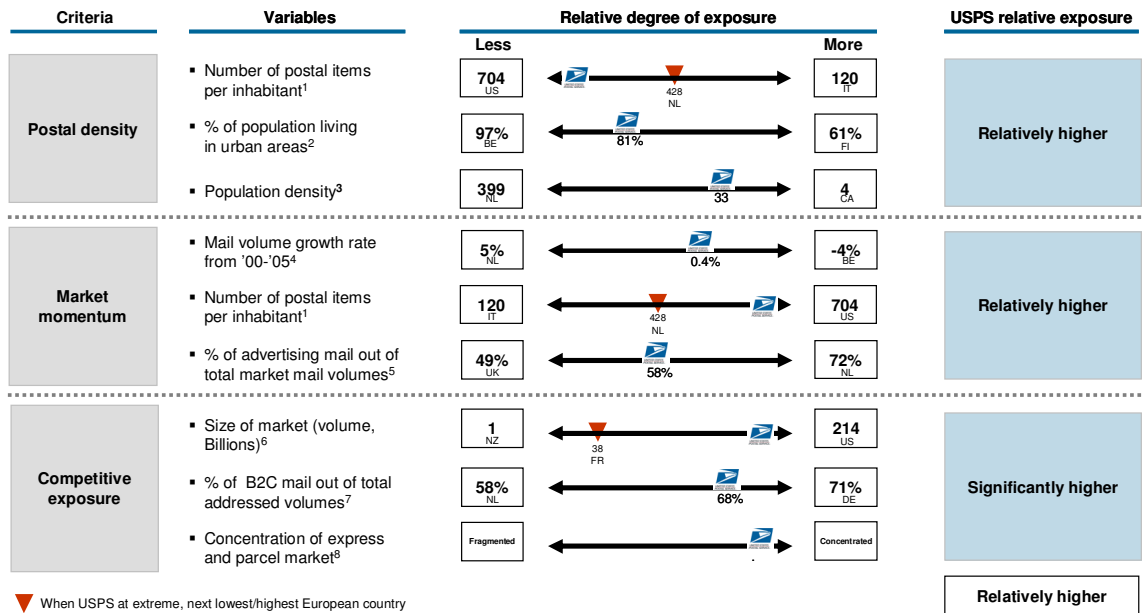 Criteria
Variables
Relative degree of exposure
USPS relative exposure
Less
More
Postal density
▪ Number of postal items
per inhabitant¹
704
US
428
NL
120
IT
▪ % of population living
in urban areas²
97%
BE
81%
61%
FI
▪ Population density³
399
NL
33
4
CA
Relatively higher
Market
momentum
▪ Mail volume growth rate
from ’00-’05⁴
5%
NL
0.4%
-4%
BE
▪ Number of postal items
per inhabitant¹
120
IT
428
NL
704
US
▪ % of advertising mail out of
total market mail volumes⁵
49%
UK
58%
72%
NL
Relatively higher
Competitive
exposure
▪ Size of market (volume,
Billions)⁶
1
NZ
38
FR
214
US
▪ % of B2C mail out of total
addressed volumes⁷
58%
NL
68%
71%
DE
▪ Concentration of express
and parcel market⁸
Fragmented
.
Concentrated
Significantly higher
When USPS at extreme, next lowest/highest European country
Relatively higher